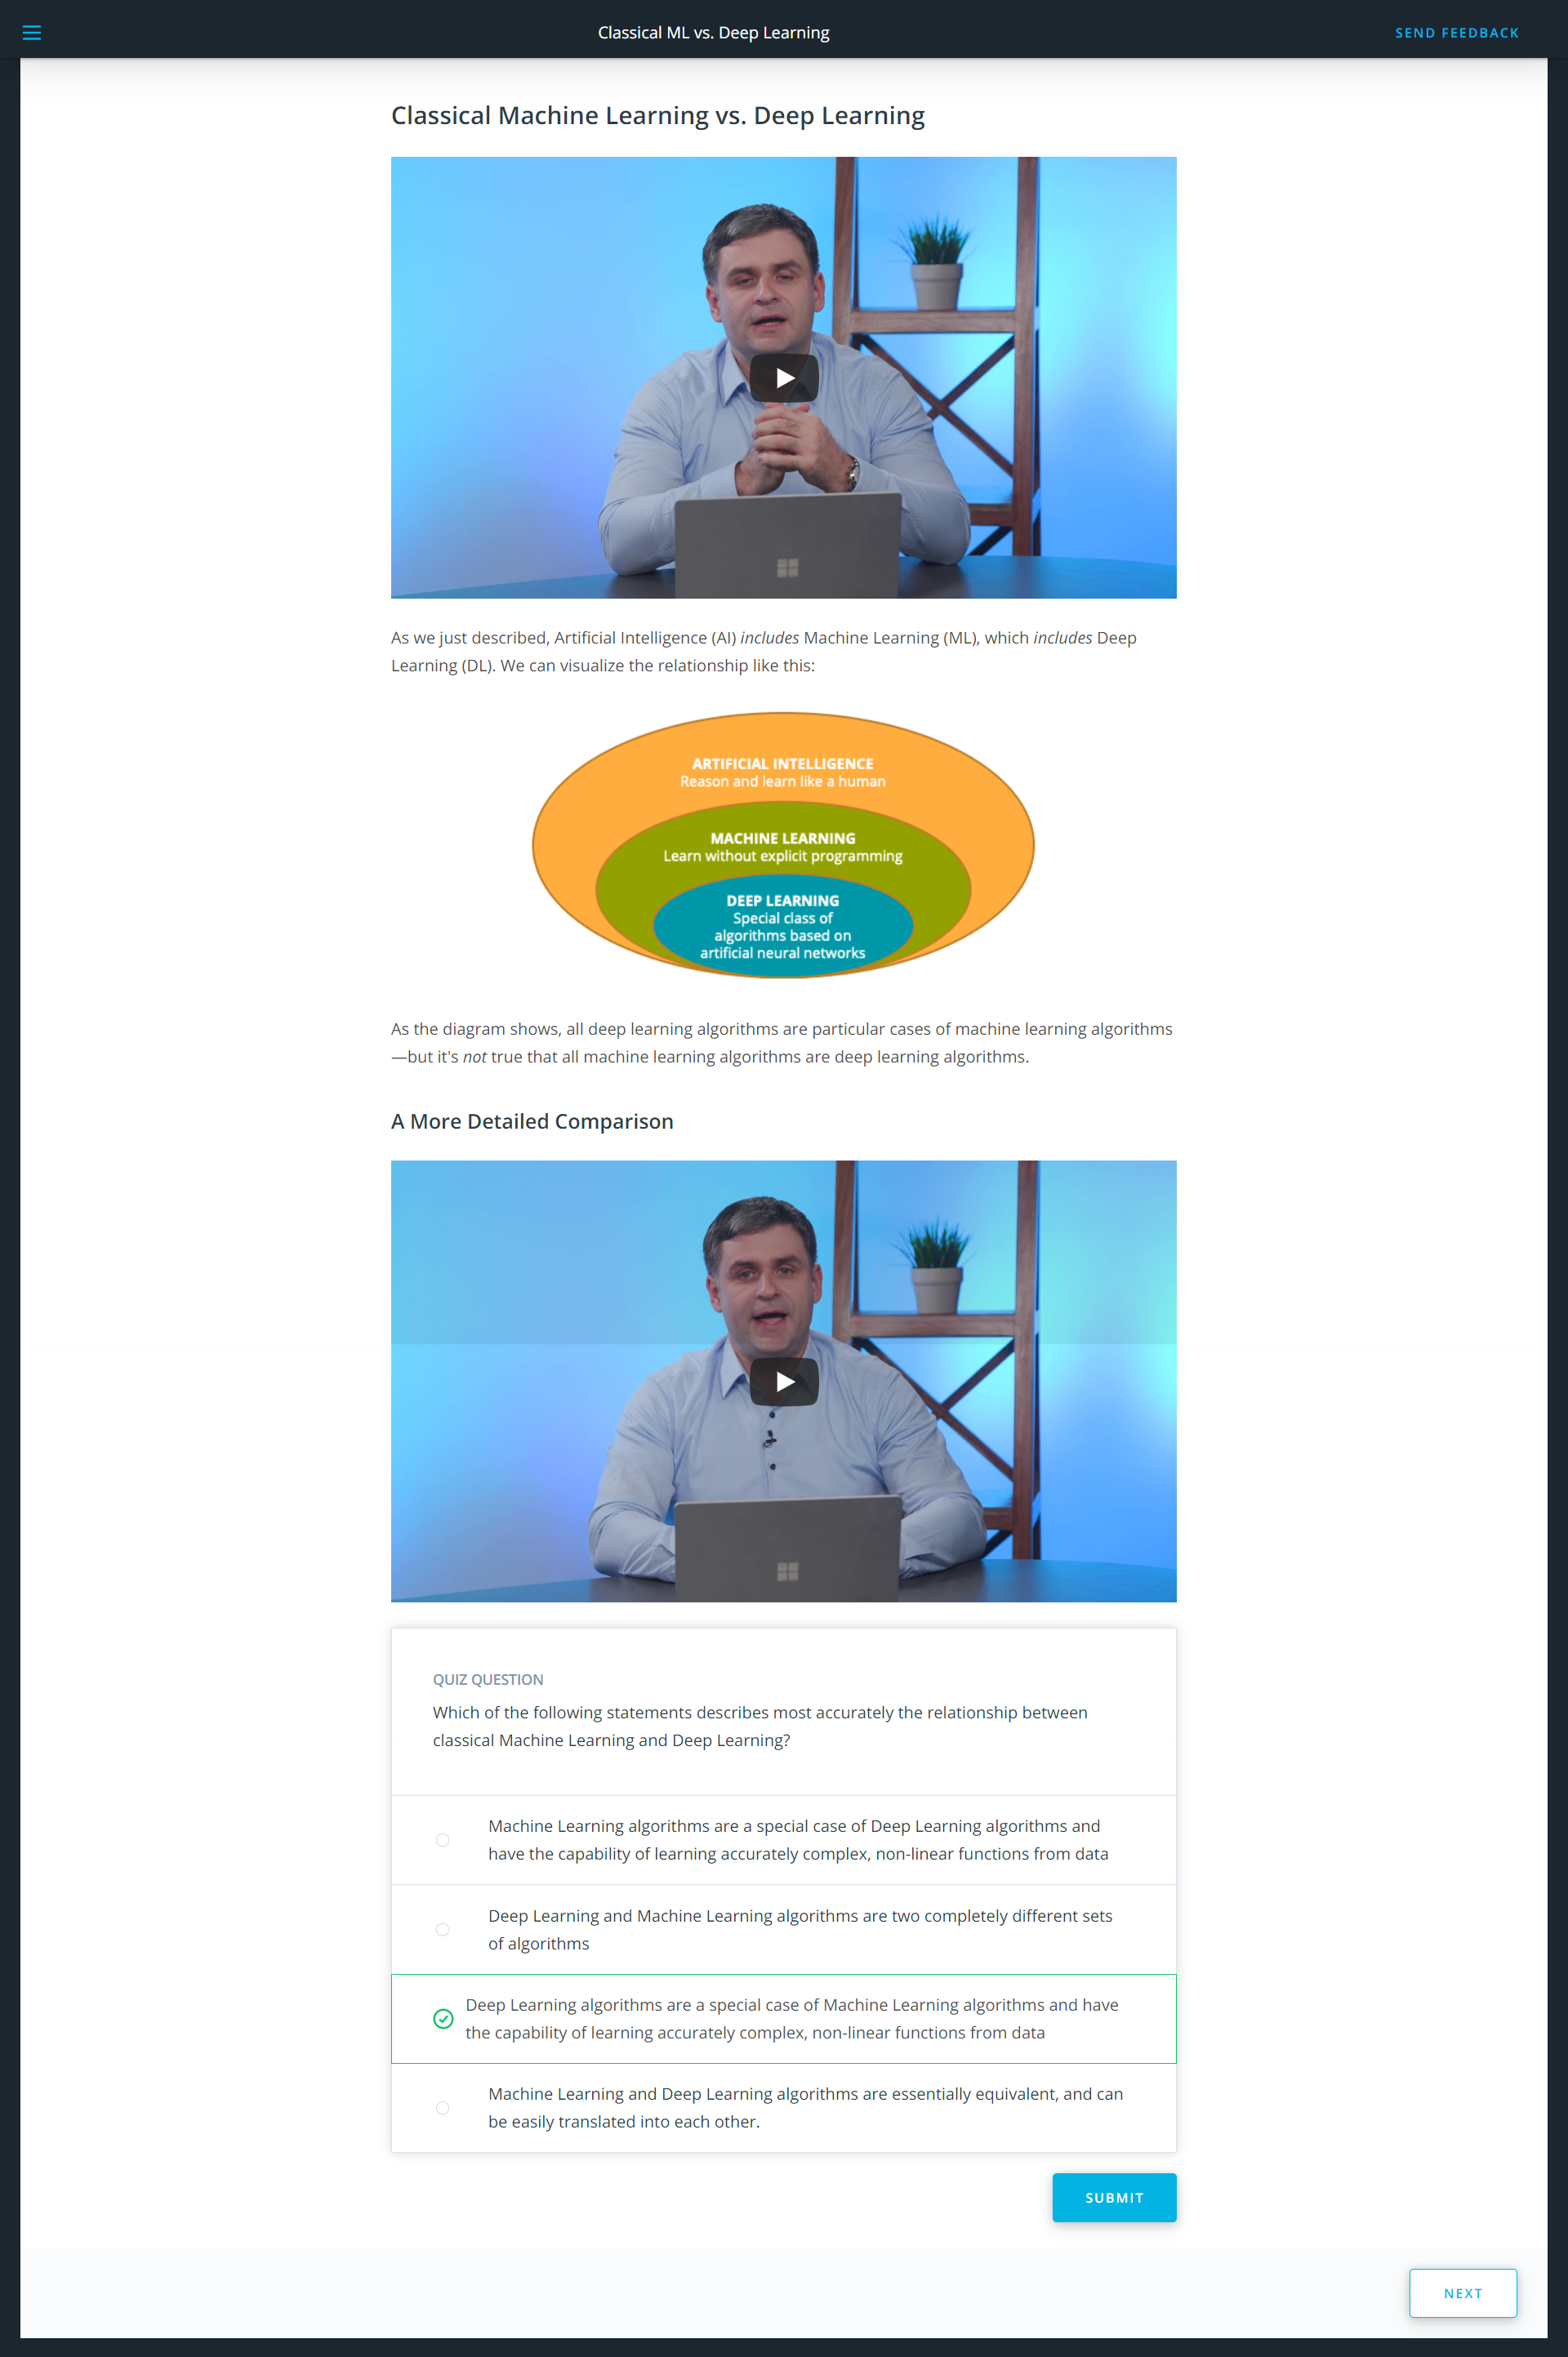 Classical ML vs. Deep Learning
SEND FEEDBACK
Classical Machine Learning vs. Deep Learning
As we just described, Artificial Intelligence (AI) includes Machine Learning (ML), which includes Deep
Learning (DL). We can visualize the relationship like this:
ARTIFICIAL INTELLIGENCE
Reason and learn like a human
MACHINE LEARNING
Learn without explicit programming
DEEP LEARNING
Special class of
algorithms based on
artificial neural networks
As the diagram shows, all deep learning algorithms are particular cases of machine learning algorithms
—but it's not true that all machine learning algorithms are deep learning algorithms.
A More Detailed Comparison
QUIZ QUESTION
Which of the following statements describes most accurately the relationship between
classical Machine Learning and Deep Learning?
Machine Learning algorithms are a special case of Deep Learning algorithms and
have the capability of learning accurately complex, non-linear functions from data
Deep Learning and Machine Learning algorithms are two completely different sets
of algorithms
Deep Learning algorithms are a special case of Machine Learning algorithms and have
the capability of learning accurately complex, non-linear functions from data
Machine Learning and Deep Learning algorithms are essentially equivalent, and can
be easily translated into each other.
SUBMIT
NEXT